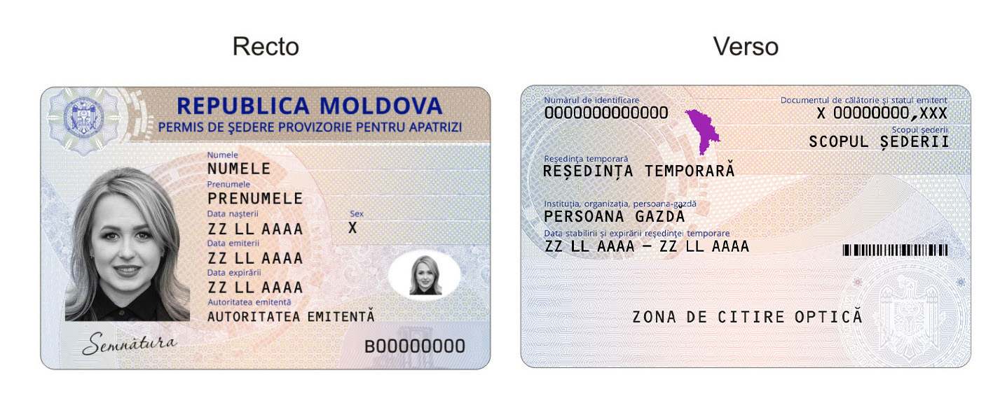 Recto
REPUBLICA MOLDOVA
PERMIS DE ŞEDERE PROVIZORIE PENTRU APATRIZI
Numele
NUMELE
Prenumele
PRENUMELE
Data naşterii
ZZ LL AAAA
Sex
X
Data emiterii
ZZ LL AAAA
Data expirării
ZZ LL AAAA
Autoritatea emitentă
AUTORITATEA EMITENTĂ
Semnătura
B00000000
Verso
Numărul de identificare
0000000000000
Documentul de călătorie şi statul emitent
X 00000000,XXX
Scopul şederii
SCOPUL ȘEDERII
Reşedinţa temporară
REȘEDINȚA TEMPORARĂ
Instituţia, organizaţia, persoana-gazdă
PERSOANA GAZDĂ
Data stabilirii şi expirării reşedinţei temporare
ZZ LL AAAA – ZZ LL AAAA
ZONA DE CITIRE OPTICĂ